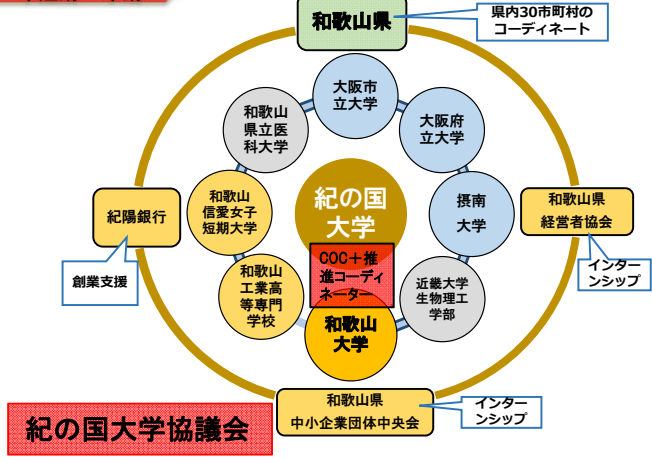 和歌山県
県内30市町村の
コーディネート
大阪市
立大学
和歌山
県立医
科大学
大阪府
立大学
紀陽銀行
和歌山
信愛女子
短期大学
紀の国
大学
摂南
大学
和歌山県
経営者協会
COC+推
進コーディ
ネーター
創業支援
和歌山
工業高
等専門
学校
近畿大学
生物理工
学部
インター
ンシップ
和歌山
大学
和歌山県
中小企業団体中央会
インター
ンシップ
紀の国大学協議会